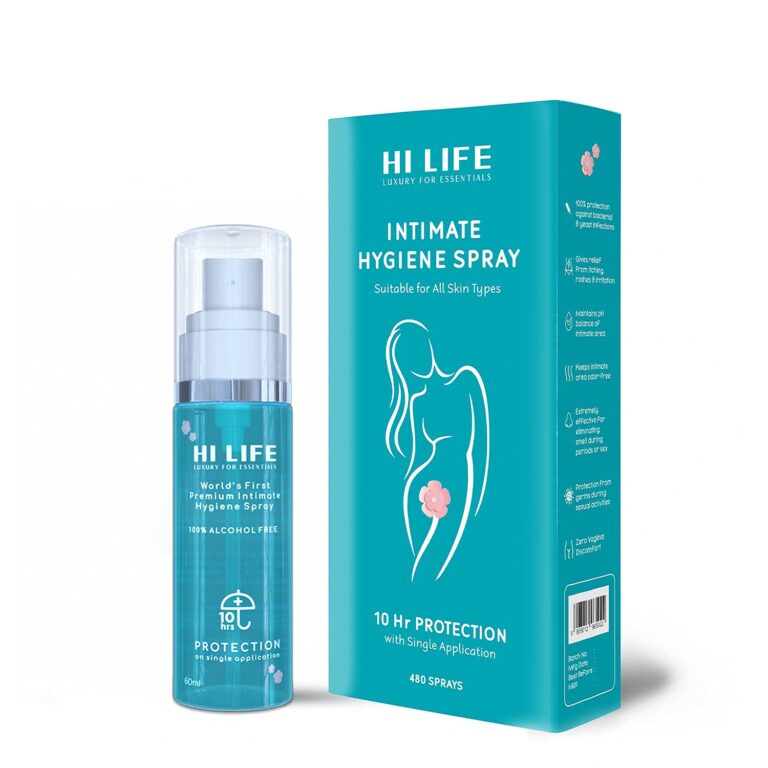 HI LIFE
LUXURY FOR ESSENTIALS
World's First
Premium Intimate
Hygiene Spray
100% ALCOHOL FREE
10
hrs
PROTECTION
on single application
60ml
HI LIFE
LUXURY FOR ESSENTIALS
INTIMATE
HYGIENE SPRAY
Suitable for All Skin Types
10 Hr PROTECTION
with Single Application
480 SPRAYS
100% protection
against bacterial
& yeast infections
Gives relief
from itching,
rashes & irritation
Maintains pH
balance of
intimate area
Keeps intimate
area odor-free
Extremely
effective for
eliminating
smell during
periods or sex
Protection from
germs during
sexual activities
Zero Vaginal
Discomfort
Batch No :
Mfg Date :
Best Before :
MRP :